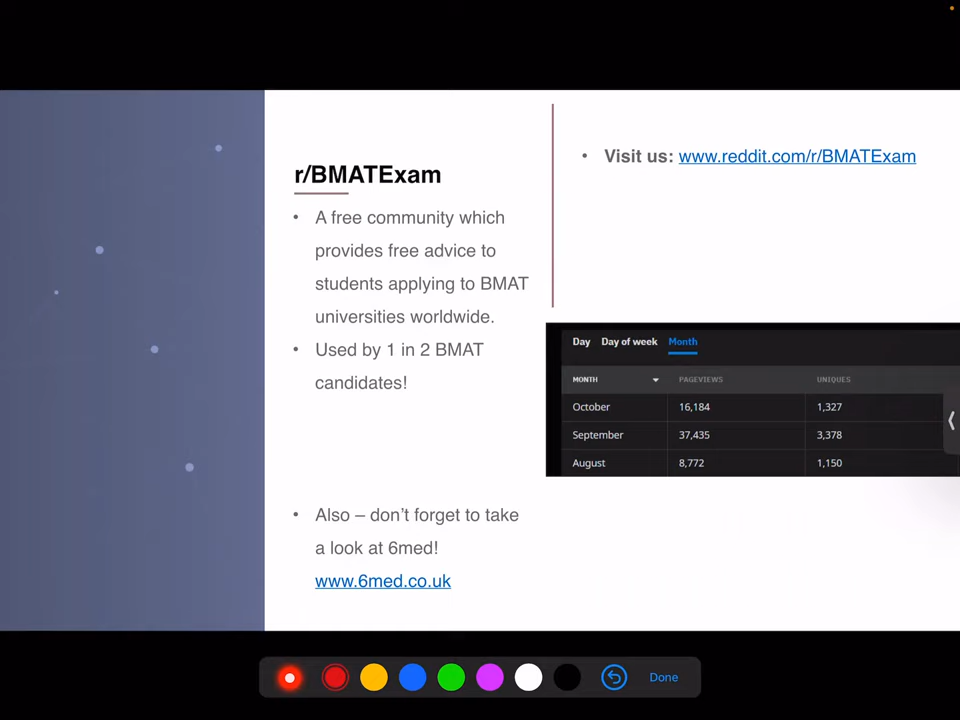 r/BMATExam
• A free community which
provides free advice to
students applying to BMAT
universities worldwide.
• Used by 1 in 2 BMAT
candidates!
• Also – don’t forget to take
a look at 6med!
www.6med.co.uk
• Visit us: www.reddit.com/r/BMATExam
Day Day of week Month
MONTH PAGEVIEWS UNIQUES
October 16,184 1,327
September 37,435 3,378
August 8,772 1,150
Done